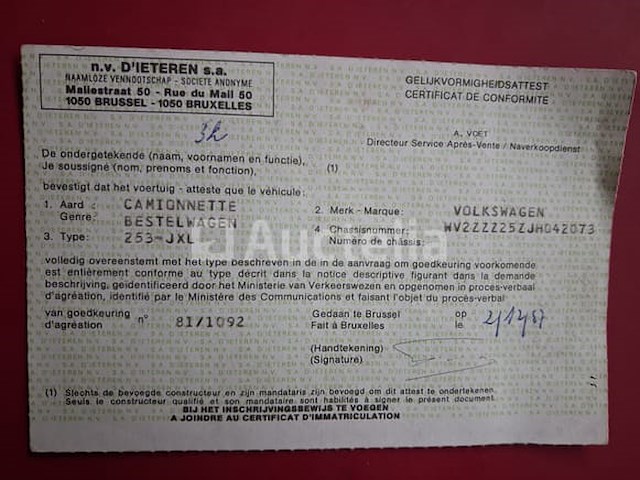 n.v. D'IETEREN s.a.
NAAMLOZE VENNOOTSCHAP - SOCIETE ANONYME
Maliestraat 50 - Rue du Mail 50
1050 BRUSSEL - 1050 BRUXELLES
GELIJKVORMIGHEIDSATTEST
CERTIFICAT DE CONFORMITE
A. VOET
Directeur Service Après-Vente / Naverkoopdienst
De ondergetekende (naam, voornamen en functie),
Je soussigné (nom, prenoms et fonction),
(1)
bevestigt dat het voertuig - atteste que le véhicule:
1. Aard : CAMIONNETTE
Genre: BESTELWAGEN
2. Merk - Marque: VOLKSWAGEN
3. Type: 253-JXL
4. Chassisnummer: WV2ZZZ25ZJH042073
Numéro de châssis:
volledig overeenstemt met het type beschreven in de in de aanvraag om goedkeuring voorkomende
est entièrement conforme au type décrit dans la notice descriptive figurant dans la demande
beschrijving, geïdentificeerd door het Ministerie van Verkeerswezen en opgenomen in proces-verbaal
d'agréation, identifié par le Ministère des Communications et faisant l'objet du procès-verbal
van goedkeuring n° 81/1092
d'agréation
Gedaan te Brussel op
Fait à Bruxelles le
(Handtekening)
(Signature)
(1) Slechts de bevoegde constructeur en zijn mandataris zijn bevoegd om dit attest te ondertekenen.
Seuls le constructeur qualifié et son mandataire sont habilités à signer le présent document.
BIJ HET INSCHRIJVINGSBEWIJS TE VOEGEN
A JOINDRE AU CERTIFICAT D'IMMATRICULATION